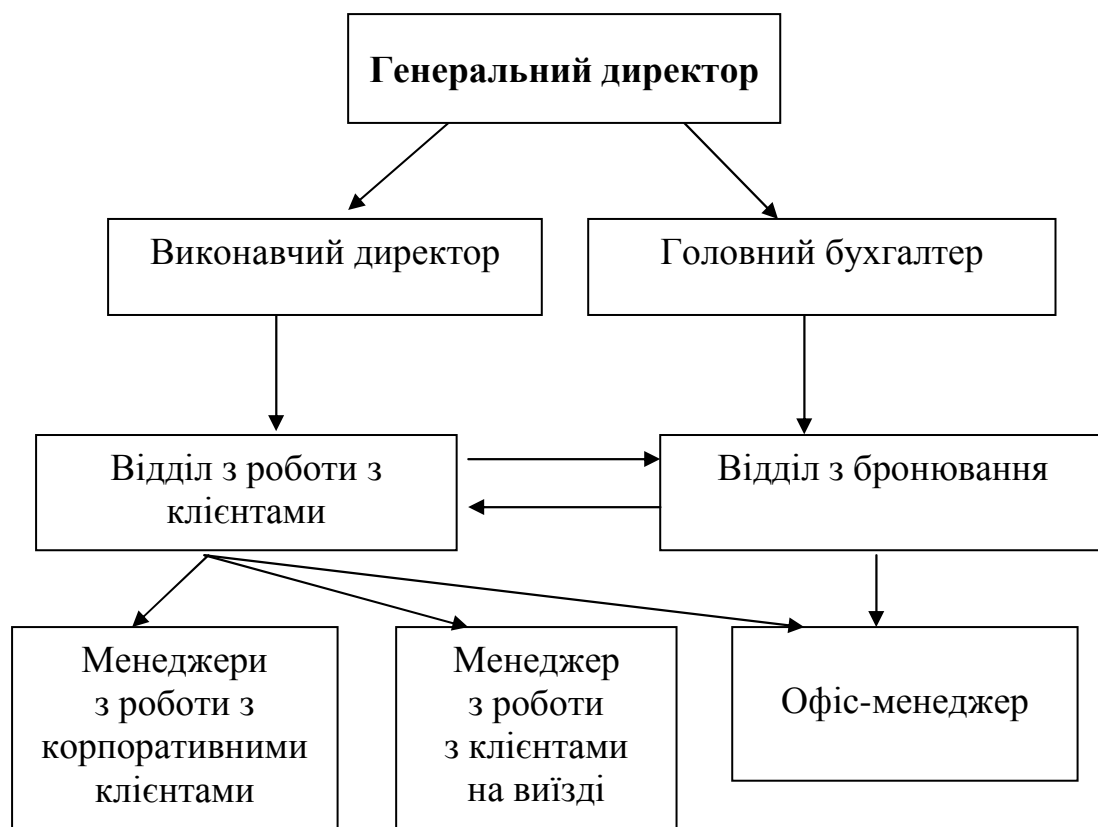 Генеральний директор
Виконавчий директор
Головний бухгалтер
Відділ з роботи з
клієнтами
Відділ з бронювання
Менеджери
з роботи з
корпоративними
клієнтами
Менеджер
з роботи
з клієнтами
на виїзді
Офіс-менеджер